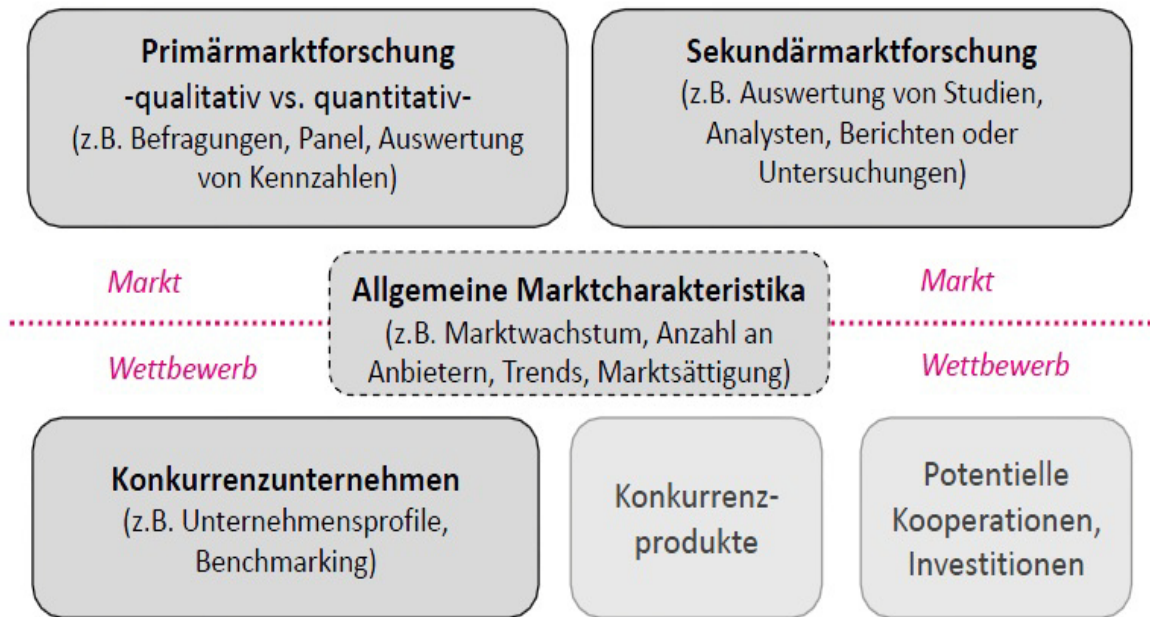 Primärmarktforschung
-qualitativ vs. quantitativ-
(z.B. Befragungen, Panel, Auswertung
von Kennzahlen)
Sekundärmarktforschung
(z.B. Auswertung von Studien,
Analysten, Berichten oder
Untersuchungen)
Markt
Allgemeine Marktcharakteristika
(z.B. Marktwachstum, Anzahl an
Anbietern, Trends, Marktsättigung)
Markt
Wettbewerb
Wettbewerb
Konkurrenzunternehmen
(z.B. Unternehmensprofile,
Benchmarking)
Konkurrenz-
produkte
Potentielle
Kooperationen,
Investitionen